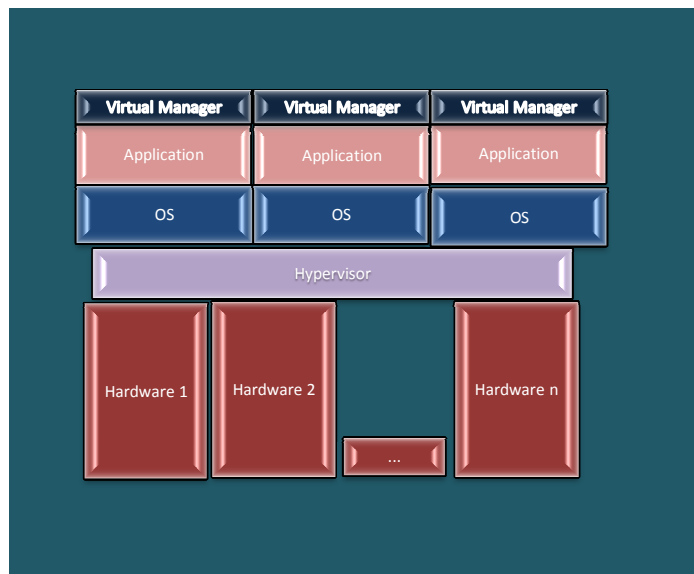 Virtual Manager Virtual Manager Virtual Manager
Application Application Application
OS OS OS
Hypervisor
Hardware 1 Hardware 2 Hardware n
...